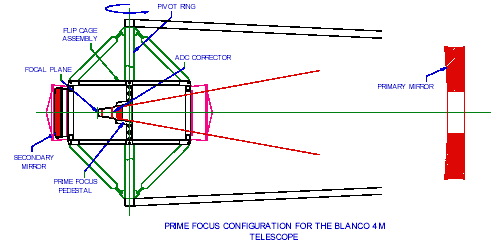 PIVOT RING
FLIP CAGE
ASSEMBLY
ADC CORRECTOR
FOCAL PLANE
PRIMARY MIRROR
SECONDARY
MIRROR
PRIME FOCUS
PEDESTAL
PRIME FOCUS CONFIGURATION FOR THE BLANCO 4 M
TELESCOPE